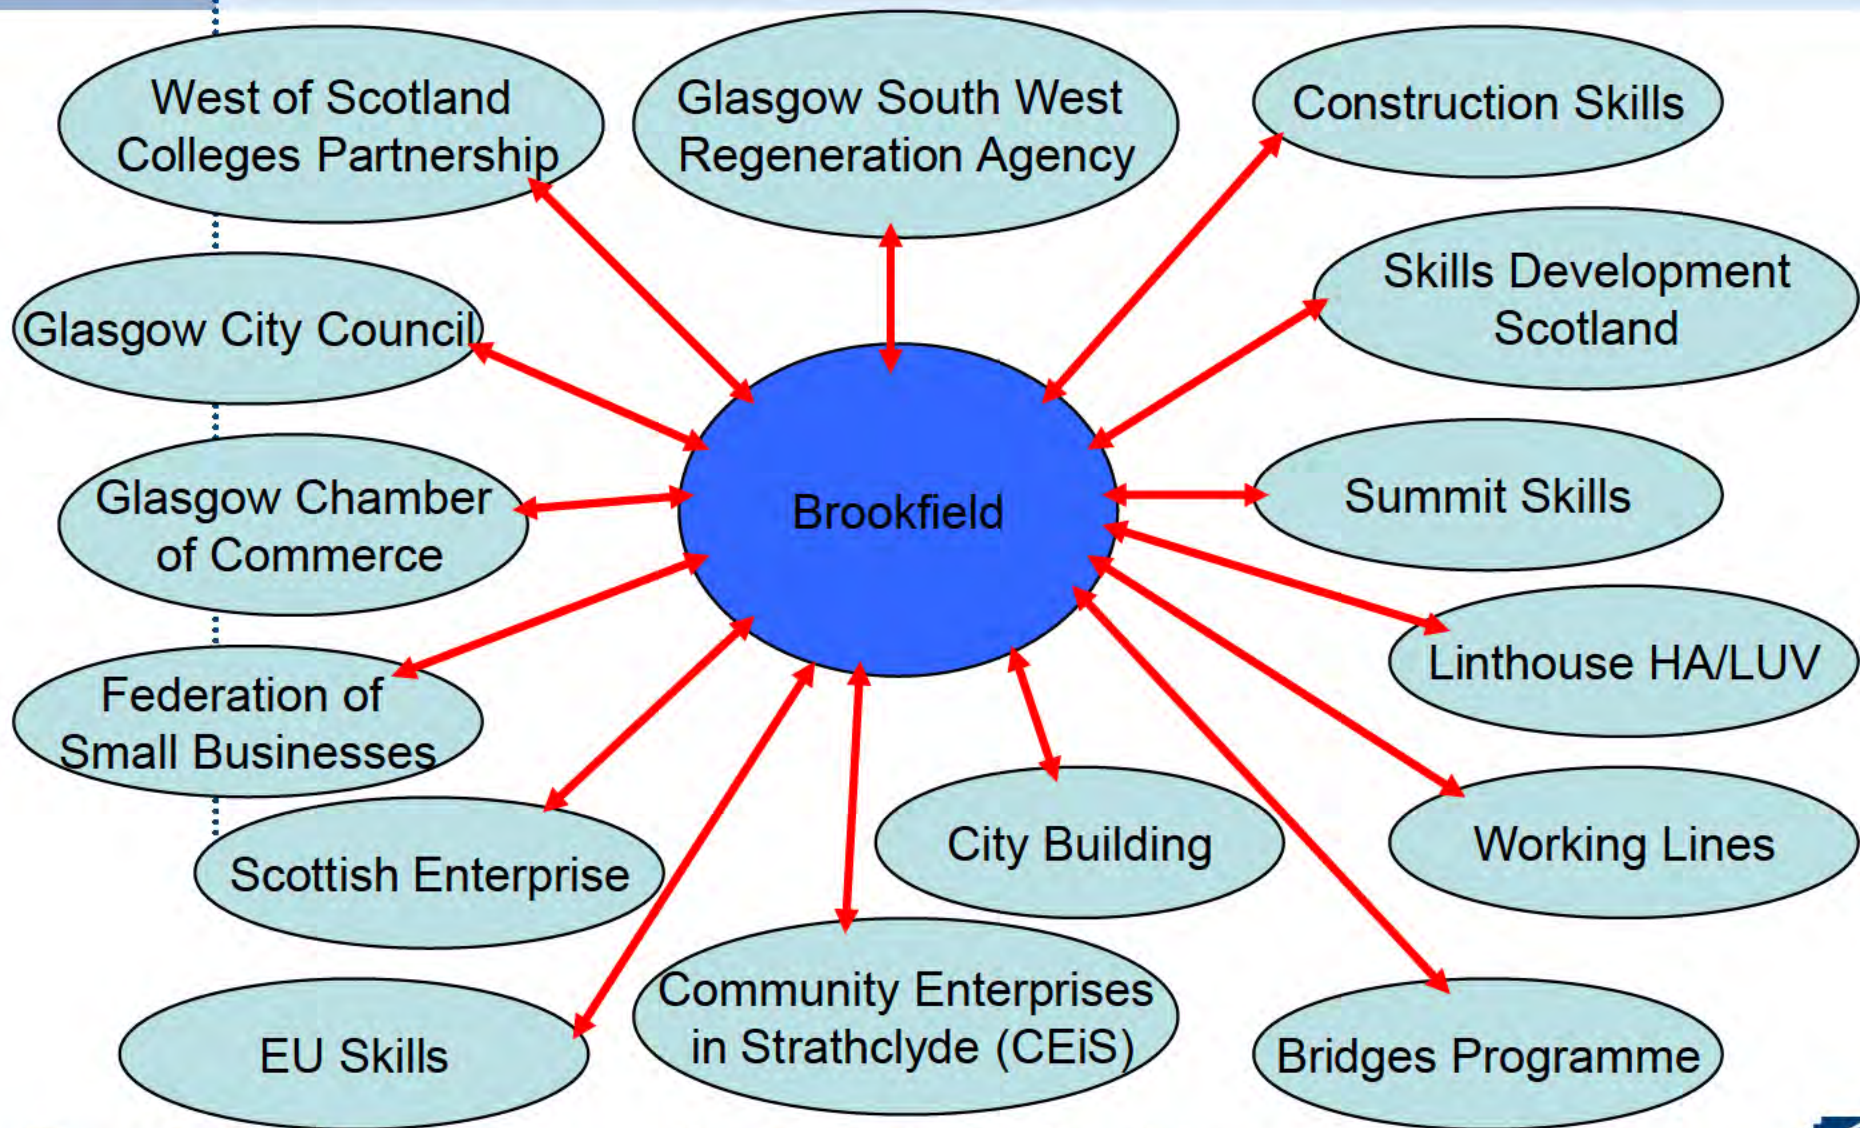 West of Scotland
Colleges Partnership
Glasgow South West
Regeneration Agency
Construction Skills
Skills Development
Scotland
Glasgow City Council
Glasgow Chamber
of Commerce
Brookfield
Summit Skills
Linthouse HA/LUV
Federation of
Small Businesses
City Building
Working Lines
Scottish Enterprise
Community Enterprises
in Strathclyde (CEiS)
EU Skills
Bridges Programme